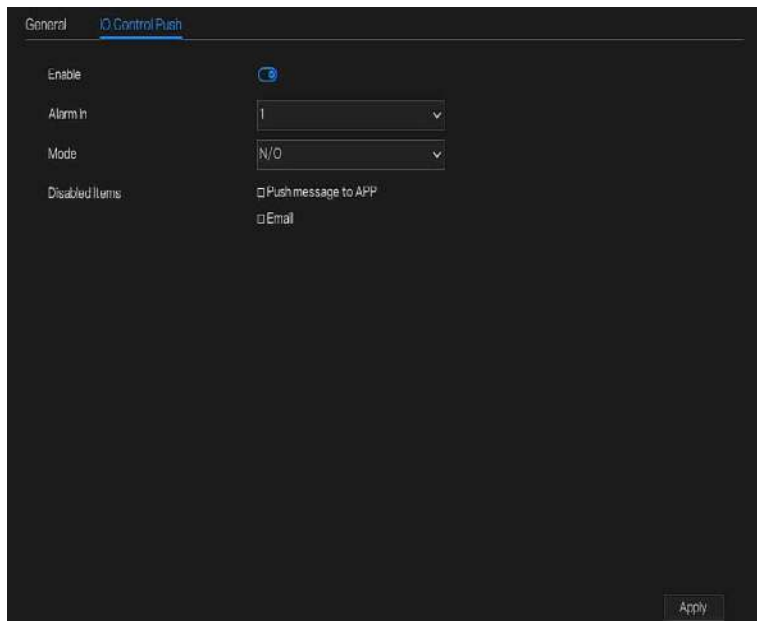 General IO Control Push
Enable
Alarm In 1
Mode N/O
Disabled Items Push message to APP
Email
Apply